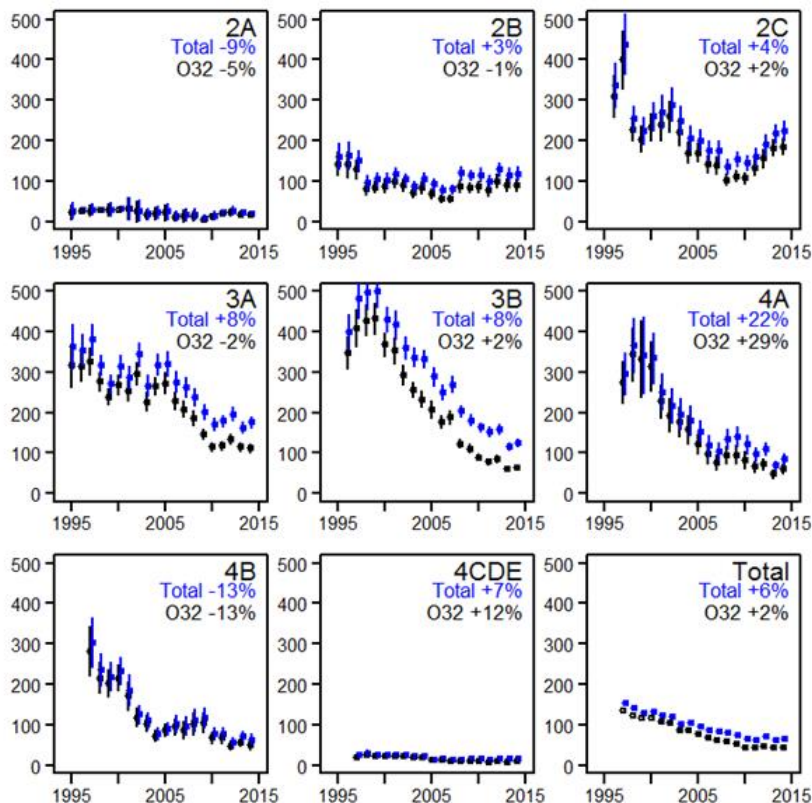 500
400
300
200
100
0
2A
Total -9%
O32 -5%
1995 2005 2015
500
400
300
200
100
0
2B
Total +3%
O32 -1%
1995 2005 2015
500
400
300
200
100
0
2C
Total +4%
O32 +2%
1995 2005 2015
500
400
300
200
100
0
3A
Total +8%
O32 -2%
1995 2005 2015
500
400
300
200
100
0
3B
Total +8%
O32 +2%
1995 2005 2015
500
400
300
200
100
0
4A
Total +22%
O32 +29%
1995 2005 2015
500
400
300
200
100
0
4B
Total -13%
O32 -13%
1995 2005 2015
500
400
300
200
100
0
4CDE
Total +7%
O32 +12%
1995 2005 2015
500
400
300
200
100
0
Total
Total +6%
O32 +2%
1995 2005 2015